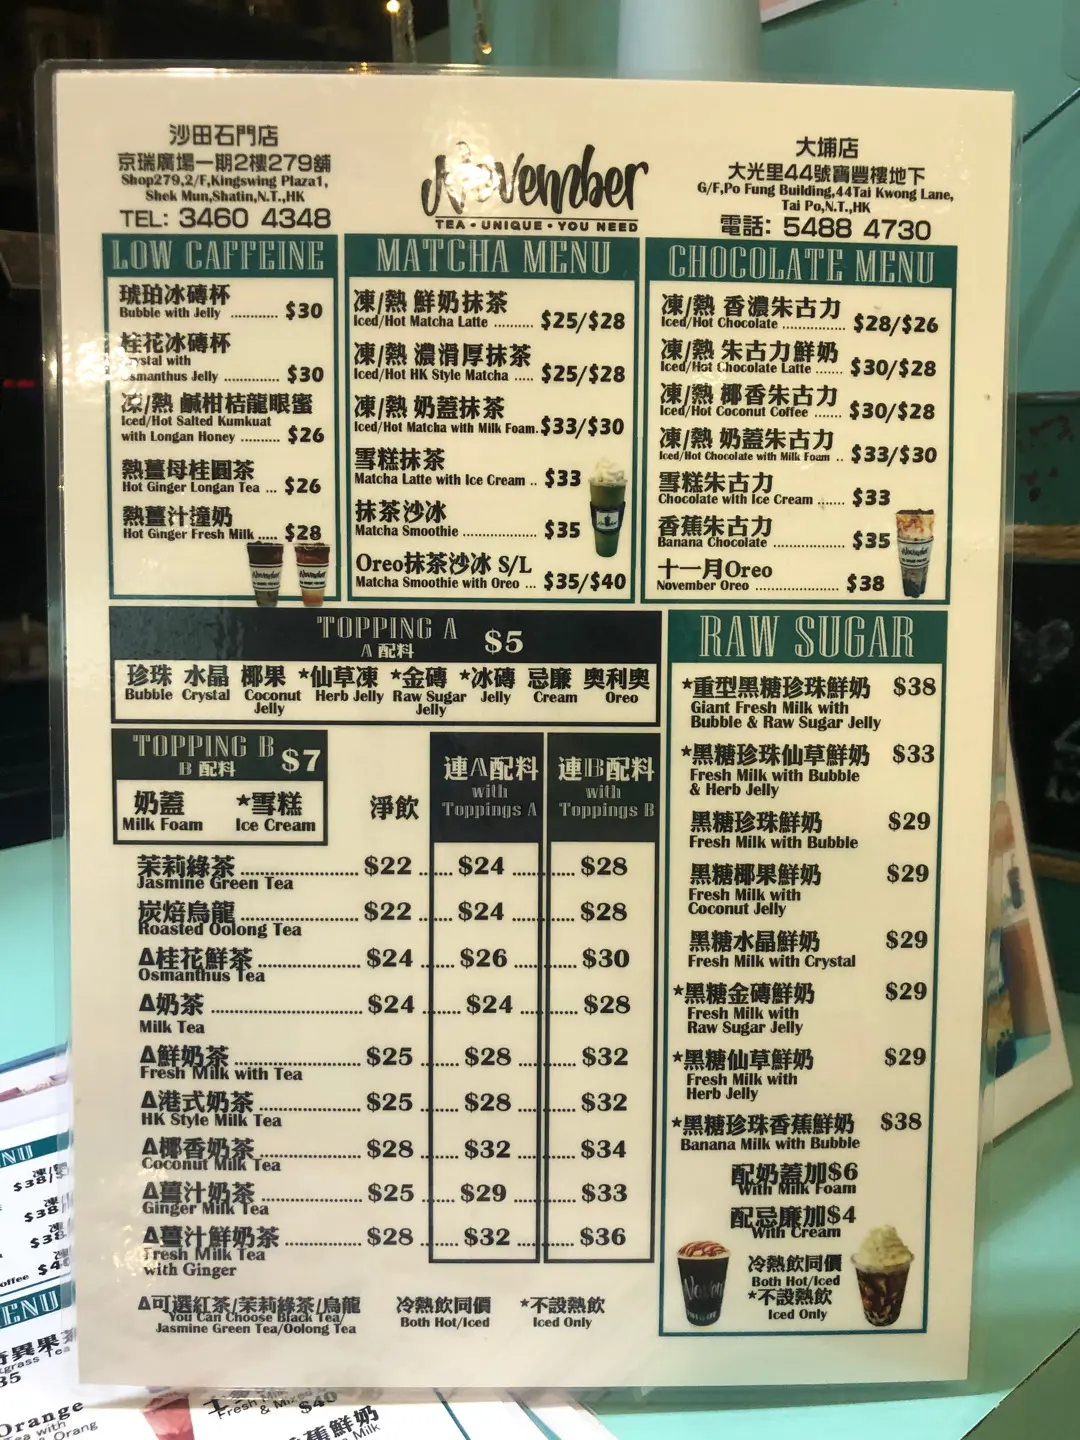 沙田石門店
京瑞廣場一期2樓279舖
Shop279,2/F,Kingswing Plaza1,
Shek Mun,Shatin,N.T.,HK
TEL: 3460 4348
November
TEA • UNIQUE • YOU NEED
大埔店
大光里44號寶豐樓地下
G/F,Po Fung Building,44Tai Kwong Lane,
Tai Po,N.T.,HK
電話: 5488 4730
LOW CAFFEINE
琥珀冰磚杯
Bubble with Jelly ........... $30
桂花冰磚杯
Crystal with
Osmanthus Jelly ............. $30
凍/熱 鹹柑桔龍眼蜜
Iced/Hot Salted Kumkuat
with Longan Honey .......... $26
熱薑母桂圓茶
Hot Ginger Longan Tea ... $26
熱薑汁撞奶
Hot Ginger Fresh Milk ..... $28
MATCHA MENU
凍/熱 鮮奶抹茶
Iced/Hot Matcha Latte .......... $25/$28
凍/熱 濃滑厚抹茶
Iced/Hot HK Style Matcha ..... $25/$28
凍/熱 奶蓋抹茶
Iced/Hot Matcha with Milk Foam. $33/$30
雪糕抹茶
Matcha Latte with Ice Cream .. $33
抹茶沙冰
Matcha Smoothie ................... $35
Oreo抹茶沙冰 S/L
Matcha Smoothie with Oreo ... $35/$40
CHOCOLATE MENU
凍/熱 香濃朱古力
Iced/Hot Chocolate ................ $28/$26
凍/熱 朱古力鮮奶
Iced/Hot Chocolate Latte ....... $30/$28
凍/熱 椰香朱古力
Iced/Hot Coconut Coffee ....... $30/$28
凍/熱 奶蓋朱古力
Iced/Hot Chocolate with Milk Foam .. $33/$30
雪糕朱古力
Chocolate with Ice Cream ....... $33
香蕉朱古力
Banana Chocolate ................... $35
十一月Oreo
November Oreo ..................... $38
TOPPING A $5
A 配料
珍珠 水晶 椰果 *仙草凍 *金磚 *冰磚 忌廉 奧利奧
Bubble Crystal Coconut Jelly Herb Jelly Raw Sugar Jelly Jelly Cream Oreo
TOPPING B $7
B 配料
奶蓋 *雪糕
Milk Foam Ice Cream
淨飲
連A配料
with
Toppings A
連B配料
with
Toppings B
茉莉綠茶 $22 $24 $28
Jasmine Green Tea
炭焙烏龍 $22 $24 $28
Roasted Oolong Tea
Δ桂花鮮茶 $24 $26 $30
Osmanthus Tea
Δ奶茶 $24 $24 $28
Milk Tea
Δ鮮奶茶 $25 $28 $32
Fresh Milk with Tea
Δ港式奶茶 $25 $28 $32
HK Style Milk Tea
Δ椰香奶茶 $28 $32 $34
Coconut Milk Tea
Δ薑汁奶茶 $25 $29 $33
Ginger Milk Tea
Δ薑汁鮮奶茶 $28 $32 $36
Fresh Milk Tea
with Ginger
Δ可選紅茶/茉莉綠茶/烏龍
You Can Choose Black Tea/
Jasmine Green Tea/Oolong Tea
冷熱飲同價
Both Hot/Iced
*不設熱飲
Iced Only
RAW SUGAR
*重型黑糖珍珠鮮奶 $38
Giant Fresh Milk with
Bubble & Raw Sugar Jelly
*黑糖珍珠仙草鮮奶 $33
Fresh Milk with Bubble
& Herb Jelly
黑糖珍珠鮮奶 $29
Fresh Milk with Bubble
黑糖椰果鮮奶 $29
Fresh Milk with
Coconut Jelly
黑糖水晶鮮奶 $29
Fresh Milk with Crystal
*黑糖金磚鮮奶 $29
Fresh Milk with
Raw Sugar Jelly
*黑糖仙草鮮奶 $29
Fresh Milk with
Herb Jelly
*黑糖珍珠香蕉鮮奶 $38
Banana Milk with Bubble
配奶蓋加$6
With Milk Foam
配忌廉加$4
With Cream
冷熱飲同價
Both Hot/Iced
*不設熱飲
Iced Only